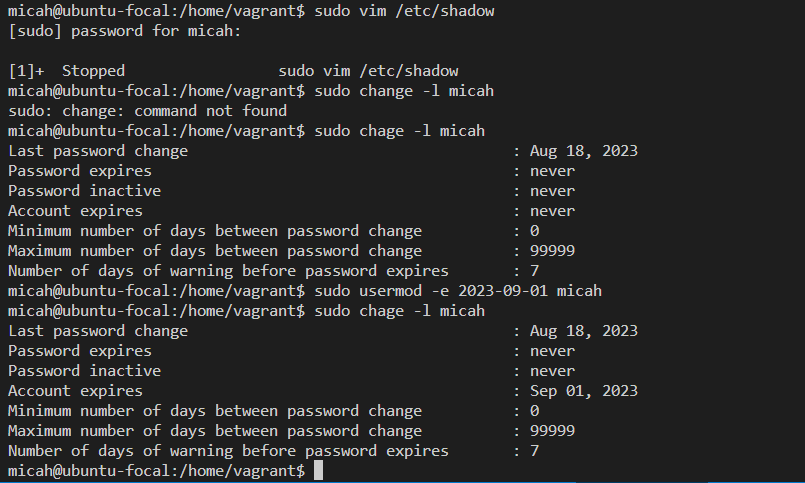 micah@ubuntu-focal:/home/vagrant$ sudo vim /etc/shadow
[sudo] password for micah:
[1]+  Stopped                 sudo vim /etc/shadow
micah@ubuntu-focal:/home/vagrant$ sudo change -l micah
sudo: change: command not found
micah@ubuntu-focal:/home/vagrant$ sudo chage -l micah
Last password change                                    : Aug 18, 2023
Password expires                                        : never
Password inactive                                       : never
Account expires                                         : never
Minimum number of days between password change          : 0
Maximum number of days between password change          : 99999
Number of days of warning before password expires       : 7
micah@ubuntu-focal:/home/vagrant$ sudo usermod -e 2023-09-01 micah
micah@ubuntu-focal:/home/vagrant$ sudo chage -l micah
Last password change                                    : Aug 18, 2023
Password expires                                        : never
Password inactive                                       : never
Account expires                                         : Sep 01, 2023
Minimum number of days between password change          : 0
Maximum number of days between password change          : 99999
Number of days of warning before password expires       : 7
micah@ubuntu-focal:/home/vagrant$